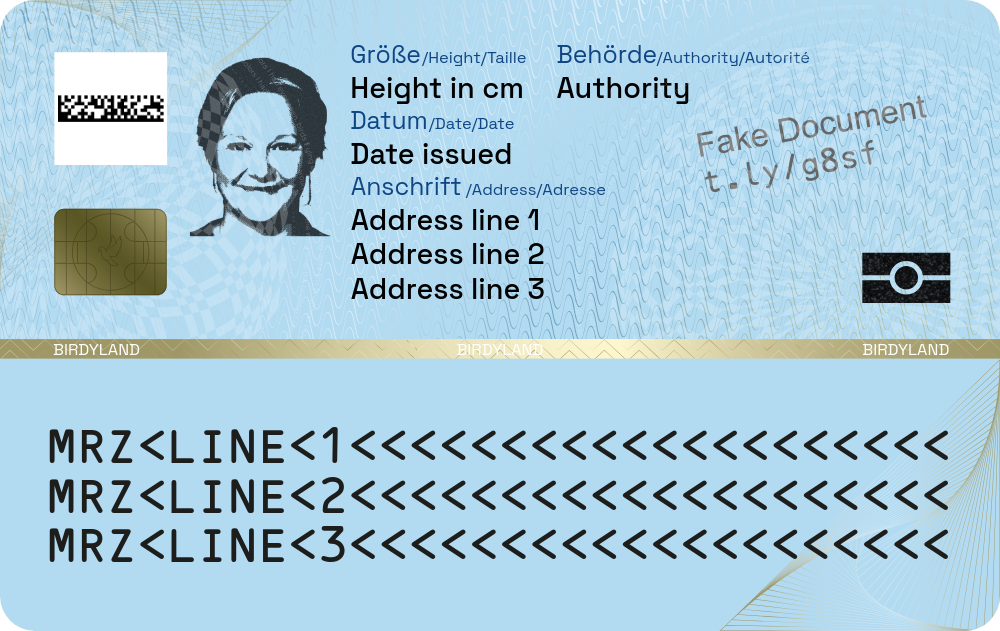 Größe/Height/Taille
Height in cm
Behörde/Authority/Autorité
Authority
Datum/Date/Date
Date issued
Anschrift /Address/Adresse
Address line 1
Address line 2
Address line 3
Fake Document
t.ly/g8sf
BIRDYLAND BIRDYLAND BIRDYLAND
MRZ<LINE<1<<<<<<<<<<<<<<<<<<<<
MRZ<LINE<2<<<<<<<<<<<<<<<<<<<<
MRZ<LINE<3<<<<<<<<<<<<<<<<<<<<